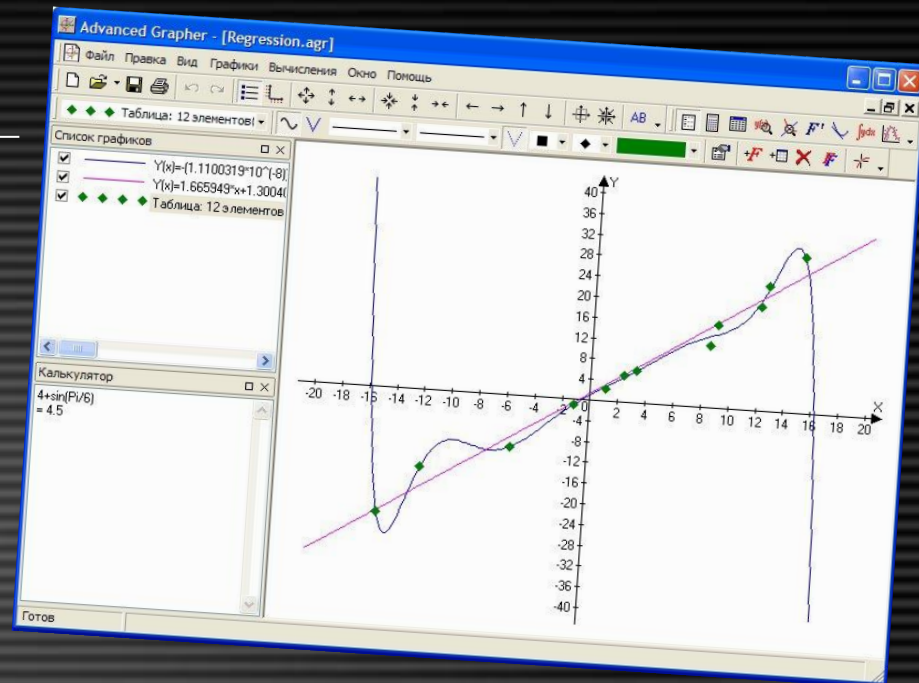 Advanced Grapher - [Regression.agr]
Файл Правка Вид Графики Вычисления Окно Помощь
AB
F'
∫ydx
Таблица: 12 элементов(
+F
F
Список графиков
Y(x)=-(1.1100319*10^(-8)
Y(x)=1.665949*x+1.3004(
Таблица: 12 элементов
Калькулятор
4+sin(Pi/6)
= 4.5
Готов
Y
40
36
32
28
24
20
16
12
8
4
0
-4
-8
-12
-16
-20
-24
-28
-32
-36
-40
-20 -18 -16 -14 -12 -10 -8 -6 -4 2 2 4 6 8 10 12 14 16 18 20
X